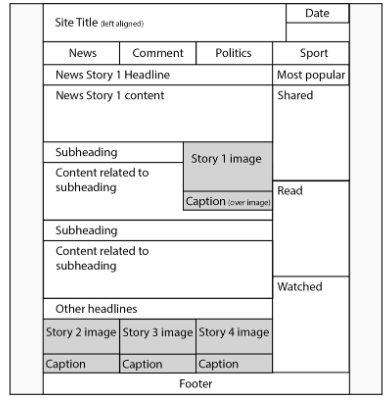 Site Title (left aligned)
Date
News
Comment
Politics
Sport
News Story 1 Headline
Most popular
News Story 1 content
Shared
Subheading
Story 1 image
Content related to
subheading
Caption (over image)
Read
Subheading
Content related to
subheading
Watched
Other headlines
Story 2 image
Story 3 image
Story 4 image
Caption
Caption
Caption
Footer